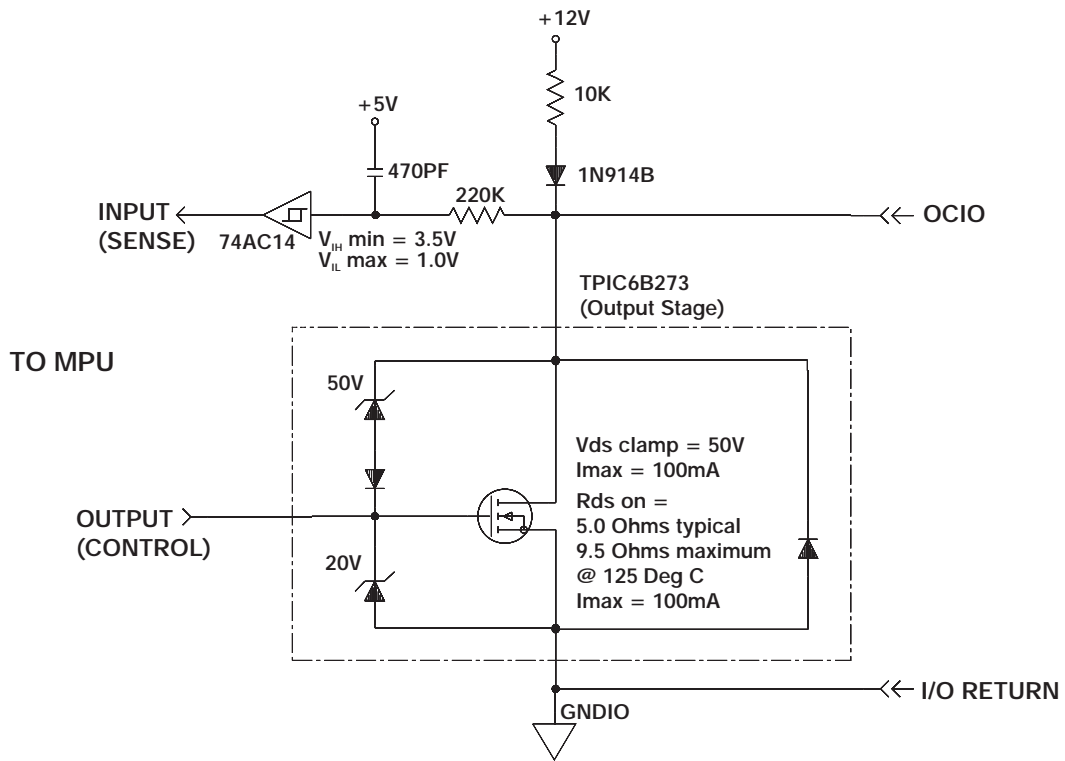 +12V
10K
+5V
470PF
1N914B
220K
INPUT
(SENSE)
74AC14
VIH min = 3.5V
VIL max = 1.0V
OCIO
TPIC6B273
(Output Stage)
TO MPU
50V
Vds clamp = 50V
Imax = 100mA
Rds on =
5.0 Ohms typical
9.5 Ohms maximum
@ 125 Deg C
Imax = 100mA
OUTPUT
(CONTROL)
20V
I/O RETURN
GNDIO